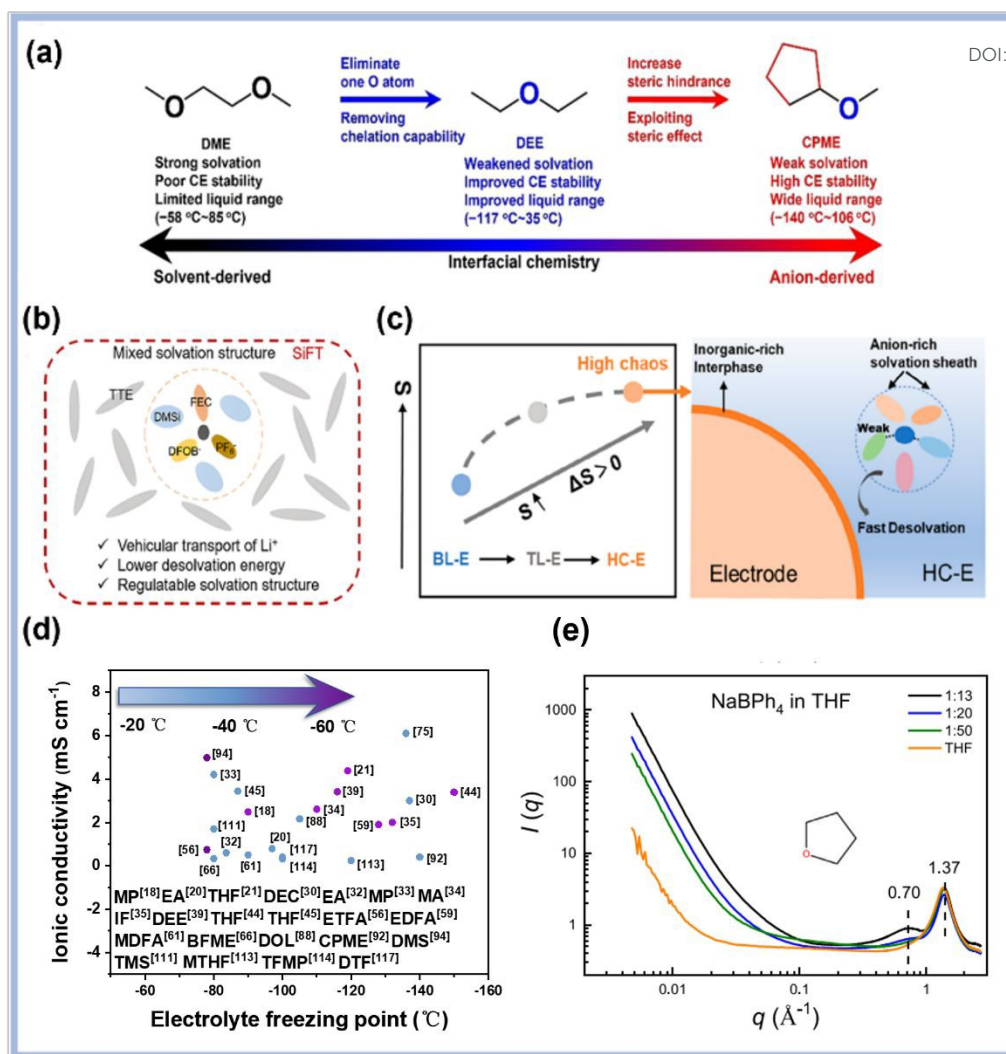 DOI:
(a)
Eliminate
one O atom
Removing
chelation capability
Increase
steric hindrance
Exploiting
steric effect
O
O
O
O
DME
Strong solvation
Poor CE stability
Limited liquid range
(−58 °C~85 °C)
DEE
Weakened solvation
Improved CE stability
Improved liquid range
(−117 °C~35 °C)
CPME
Weak solvation
High CE stability
Wide liquid range
(−140 °C~106 °C)
Solvent-derived
Interfacial chemistry
Anion-derived
(b)
Mixed solvation structure SiFT
TTE
FEC
DMSi
DFOB⁻
PF₆⁻
✓ Vehicular transport of Li⁺
✓ Lower desolvation energy
✓ Regulatable solvation structure
(c)
S
High chaos
S↑
ΔS > 0
BL-E → TL-E → HC-E
Inorganic-rich
Interphase
Anion-rich
solvation sheath
Weak
Fast Desolvation
Electrode
HC-E
(d)
Ionic conductivity (mS cm⁻¹)
8
6
4
2
0
-2
-4
-20 ℃
-40 ℃
-60 ℃
[75]
[94]
[33]
[21]
[45]
[39]
[44]
[18]
[34]
[30]
[111]
[88]
[59]
[35]
[56]
[32]
[20]
[117]
[66]
[61]
[114]
[113]
[92]
MP[18]EA[20]THF[21]DEC[30]EA[32]MP[33]MA[34]
IF[35]DEE[39]THF[44]THF[45]ETFA[56]EDFA[59]
MDFA[61]BFME[66]DOL[88]CPME[92]DMS[94]
TMS[111]MTHF[113]TFMP[114]DTF[117]
-60
-80
-100
-120
-140
-160
Electrolyte freezing point (℃)
(e)
I (q)
1000
100
10
1
NaBPh₄ in THF
1:13
1:20
1:50
THF
O
0.70
1.37
0.01
0.1
1
q (Å⁻¹)